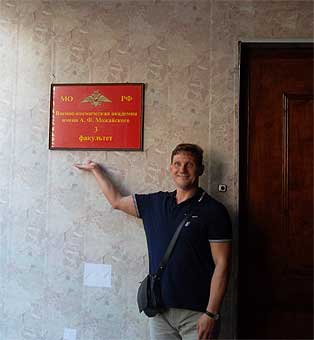 МО РФ
Военно-космическая академия
имени А. Ф. Можайского
3
факультет